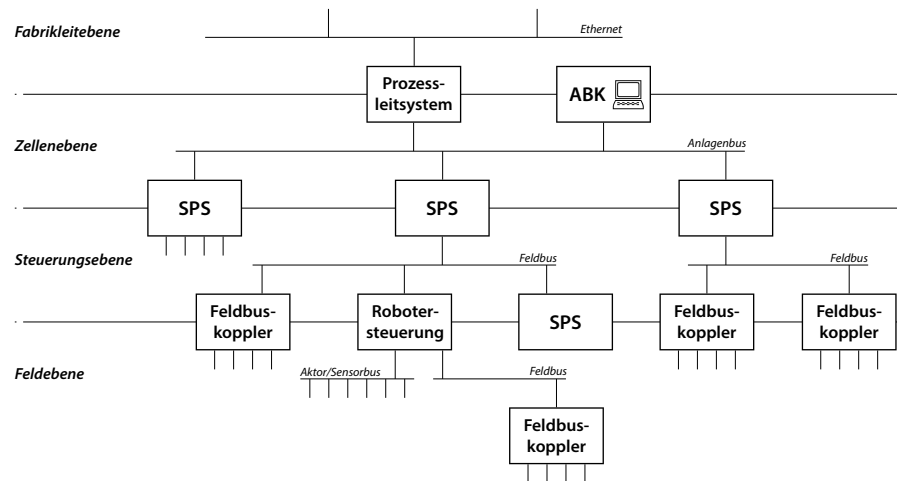 Fabrikleitebene
Ethernet
Prozess-
leitsystem
ABK
Zellenebene
Anlagenbus
SPS
SPS
SPS
Steuerungsebene
Feldbus
Feldbus
Feldbus-
koppler
Roboter-
steuerung
SPS
Feldbus-
koppler
Feldbus-
koppler
Feldebene
Aktor/Sensorbus
Feldbus
Feldbus-
koppler